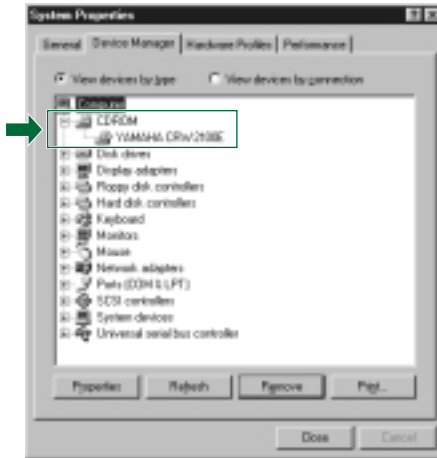 System Properties
General Device Manager Hardware Profiles Performance
View devices by type View devices by connection
Computer
CDROM
YAMAHA CRW2100E
Disk drives
Display adapters
Floppy disk controllers
Hard disk controllers
Keyboard
Monitors
Mouse
Network adapters
Ports (COM & LPT)
SCSI controllers
System devices
Universal serial bus controller
Properties Refresh Remove Print...
Close Cancel